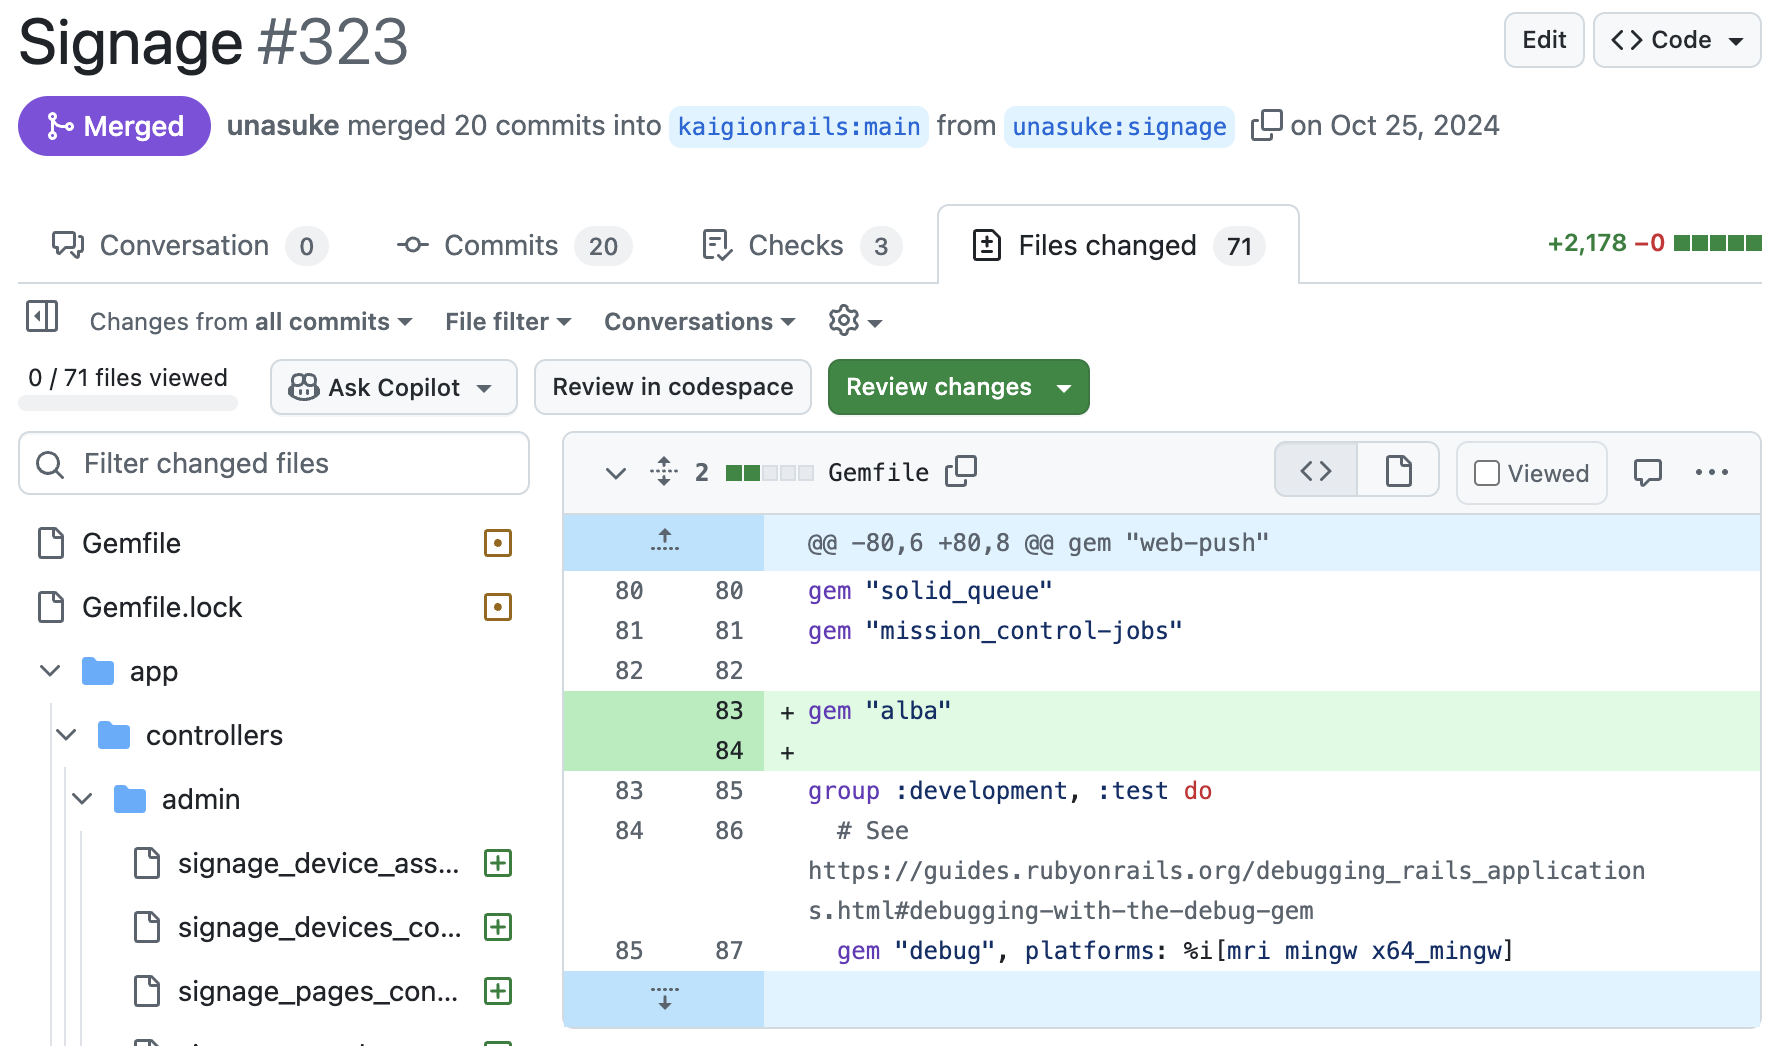 Signage #323
Edit
Code
Merged
unasuke merged 20 commits into kaigionrails:main from unasuke:signage on Oct 25, 2024
Conversation 0
Commits 20
Checks 3
Files changed 71
+2,178 −0
Changes from all commits
File filter
Conversations
0 / 71 files viewed
Ask Copilot
Review in codespace
Review changes
Filter changed files
Gemfile
Gemfile.lock
app
controllers
admin
signage_device_ass...
signage_devices_co...
signage_pages_con...
2 Gemfile
Viewed
@@ -80,6 +80,8 @@ gem "web-push"
80 80 gem "solid_queue"
81 81 gem "mission_control-jobs"
82 82
83 + gem "alba"
84 +
83 85 group :development, :test do
84 86 # See
https://guides.rubyonrails.org/debugging_rails_application
s.html#debugging-with-the-debug-gem
85 87 gem "debug", platforms: %i[mri mingw x64_mingw]